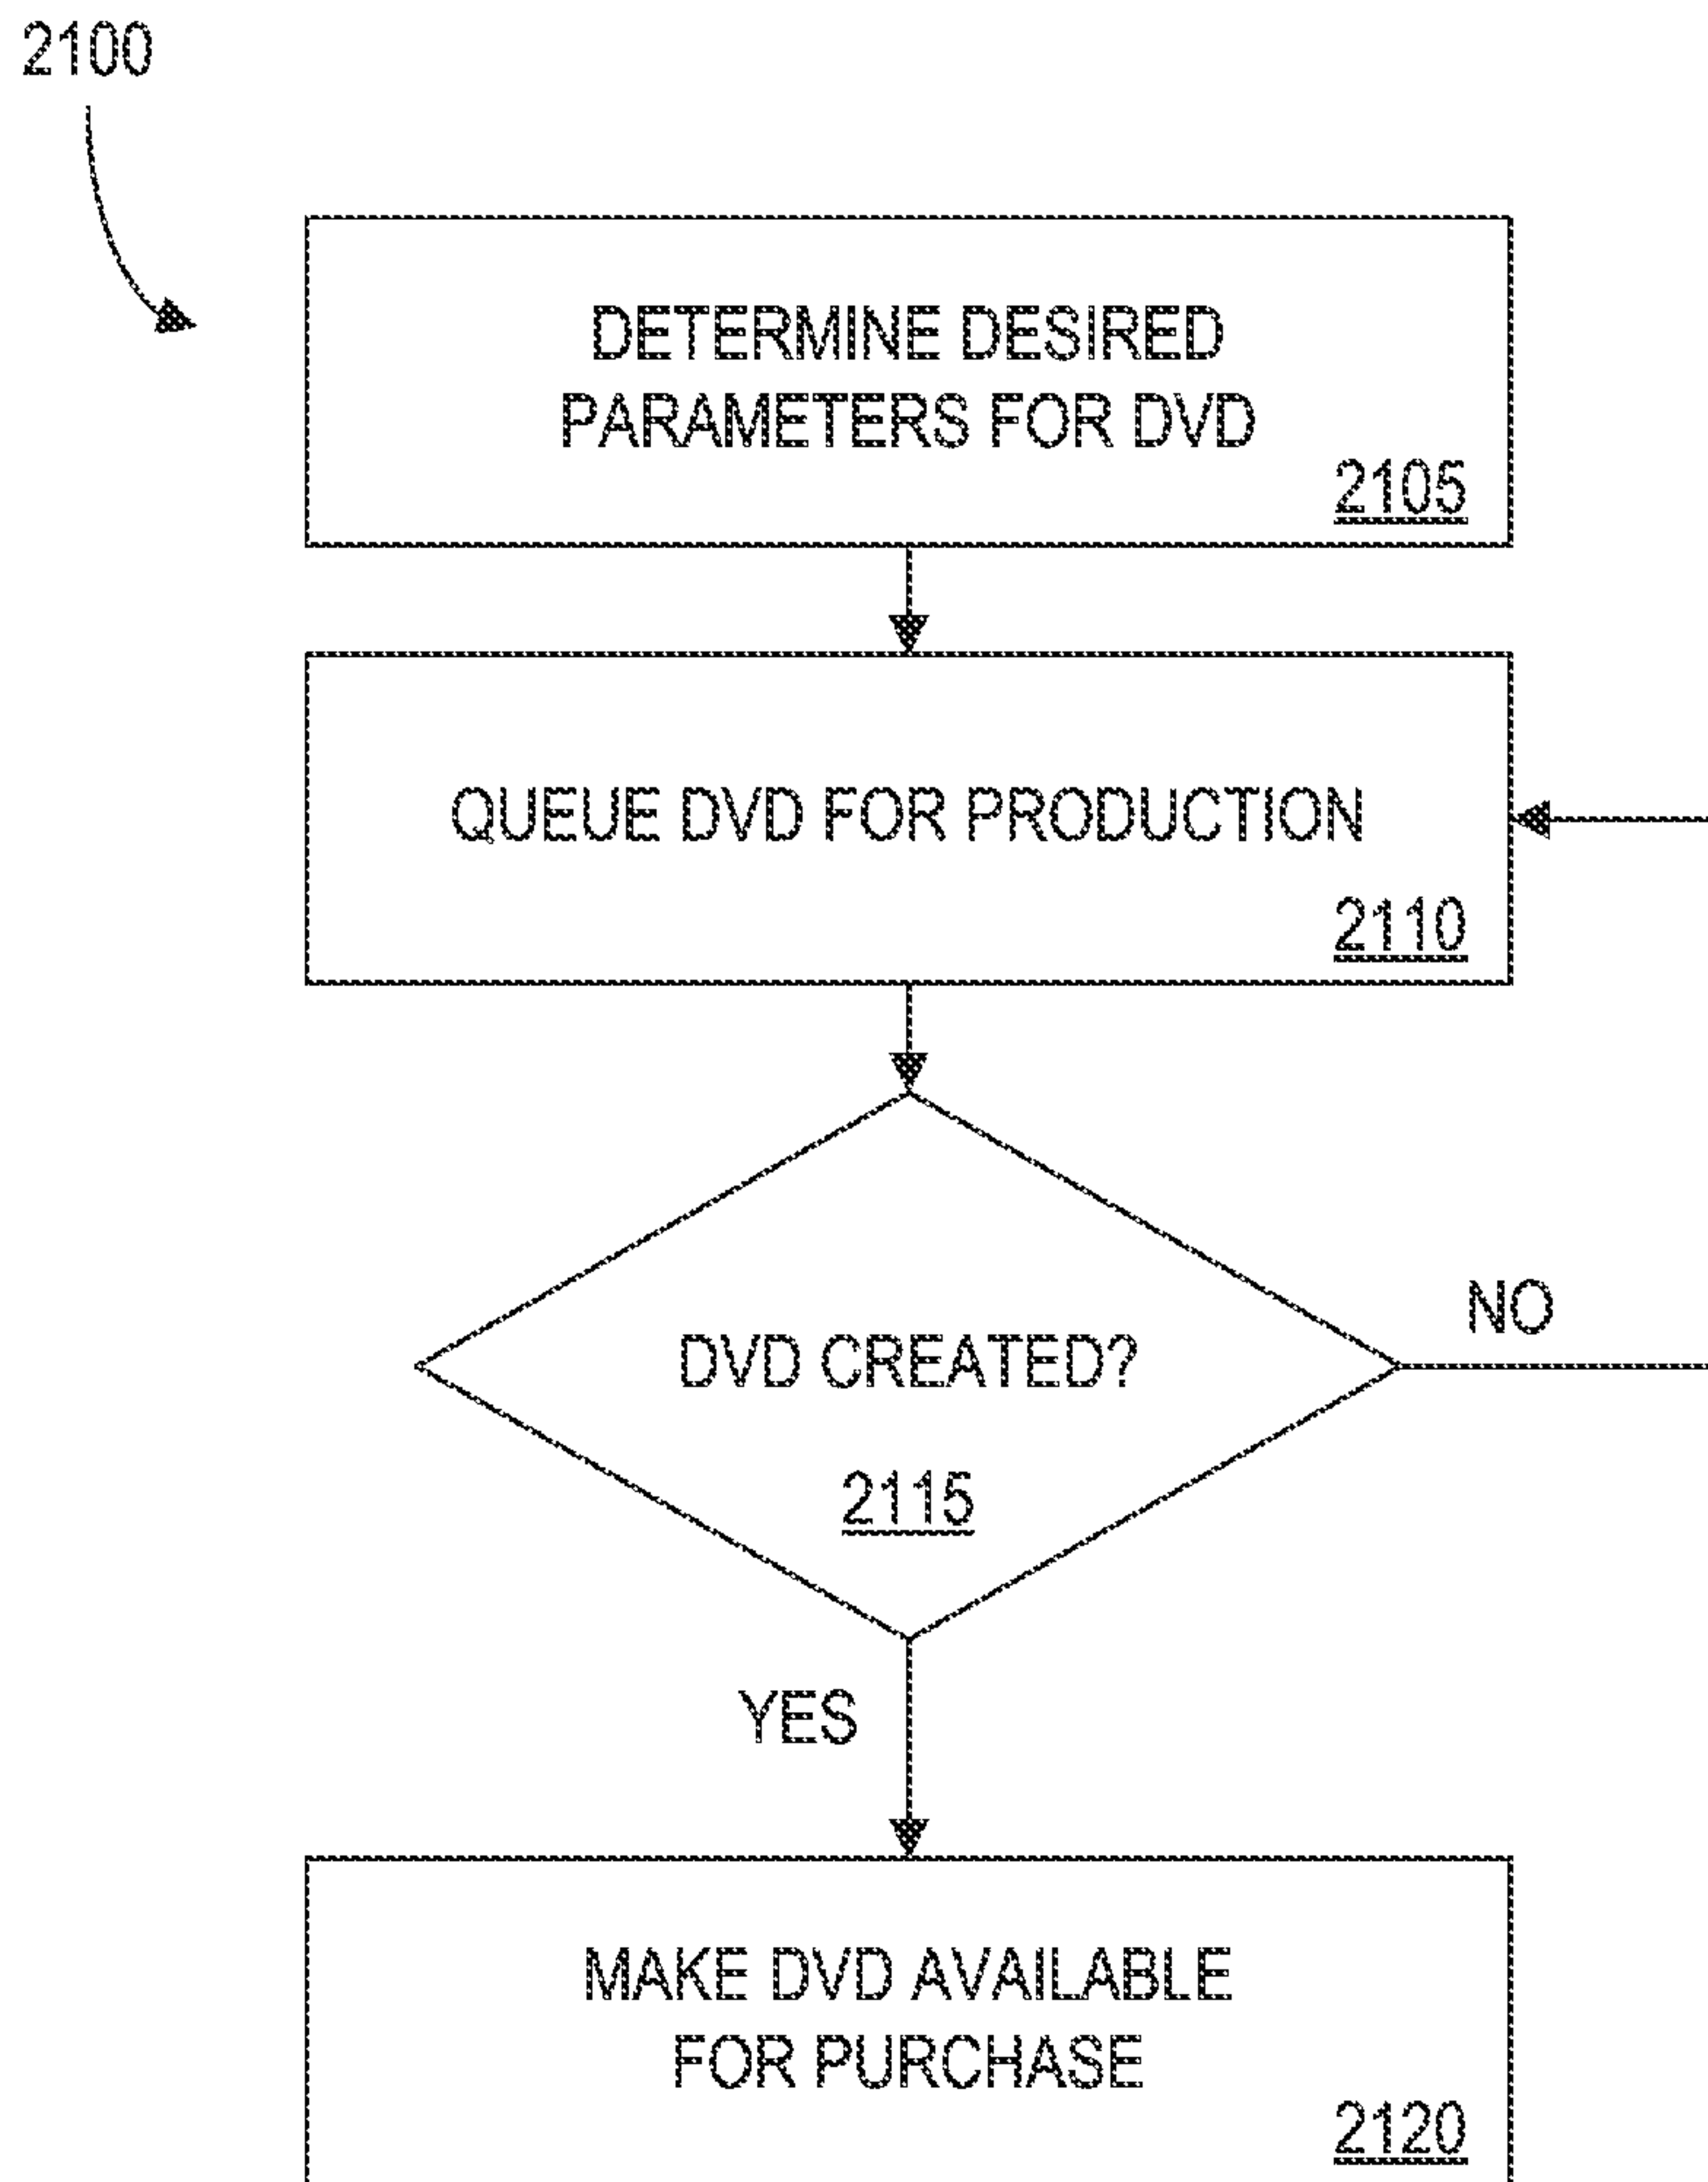 2100
DETERMINE DESIRED
PARAMETERS FOR DVD
2105
QUEUE DVD FOR PRODUCTION
2110
DVD CREATED?
NO
2115
YES
MAKE DVD AVAILABLE
FOR PURCHASE
2120